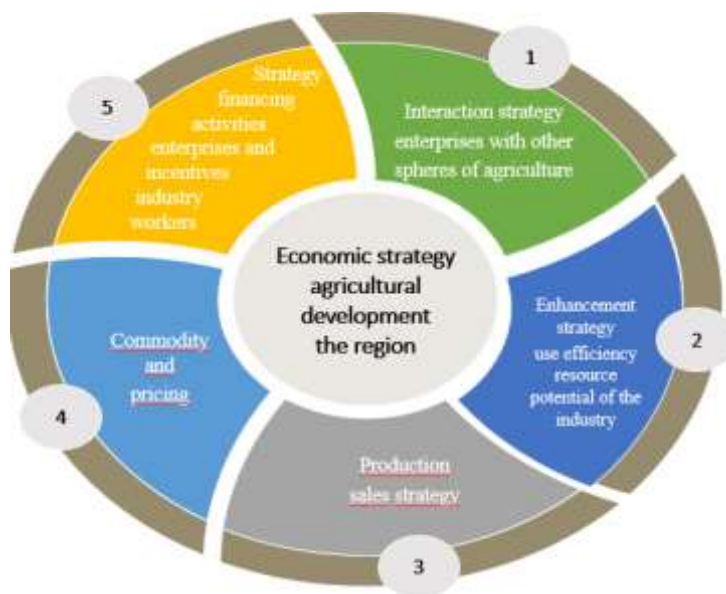 Economic strategy
agricultural
development
the region
1
Interaction strategy
enterprises with other
spheres of agriculture
2
Enhancement
strategy
use efficiency
resource
potential of the
industry
3
Production
sales strategy
4
Commodity
and
pricing
5
Strategy
financing
activities
enterprises and
incentives
industry
workers